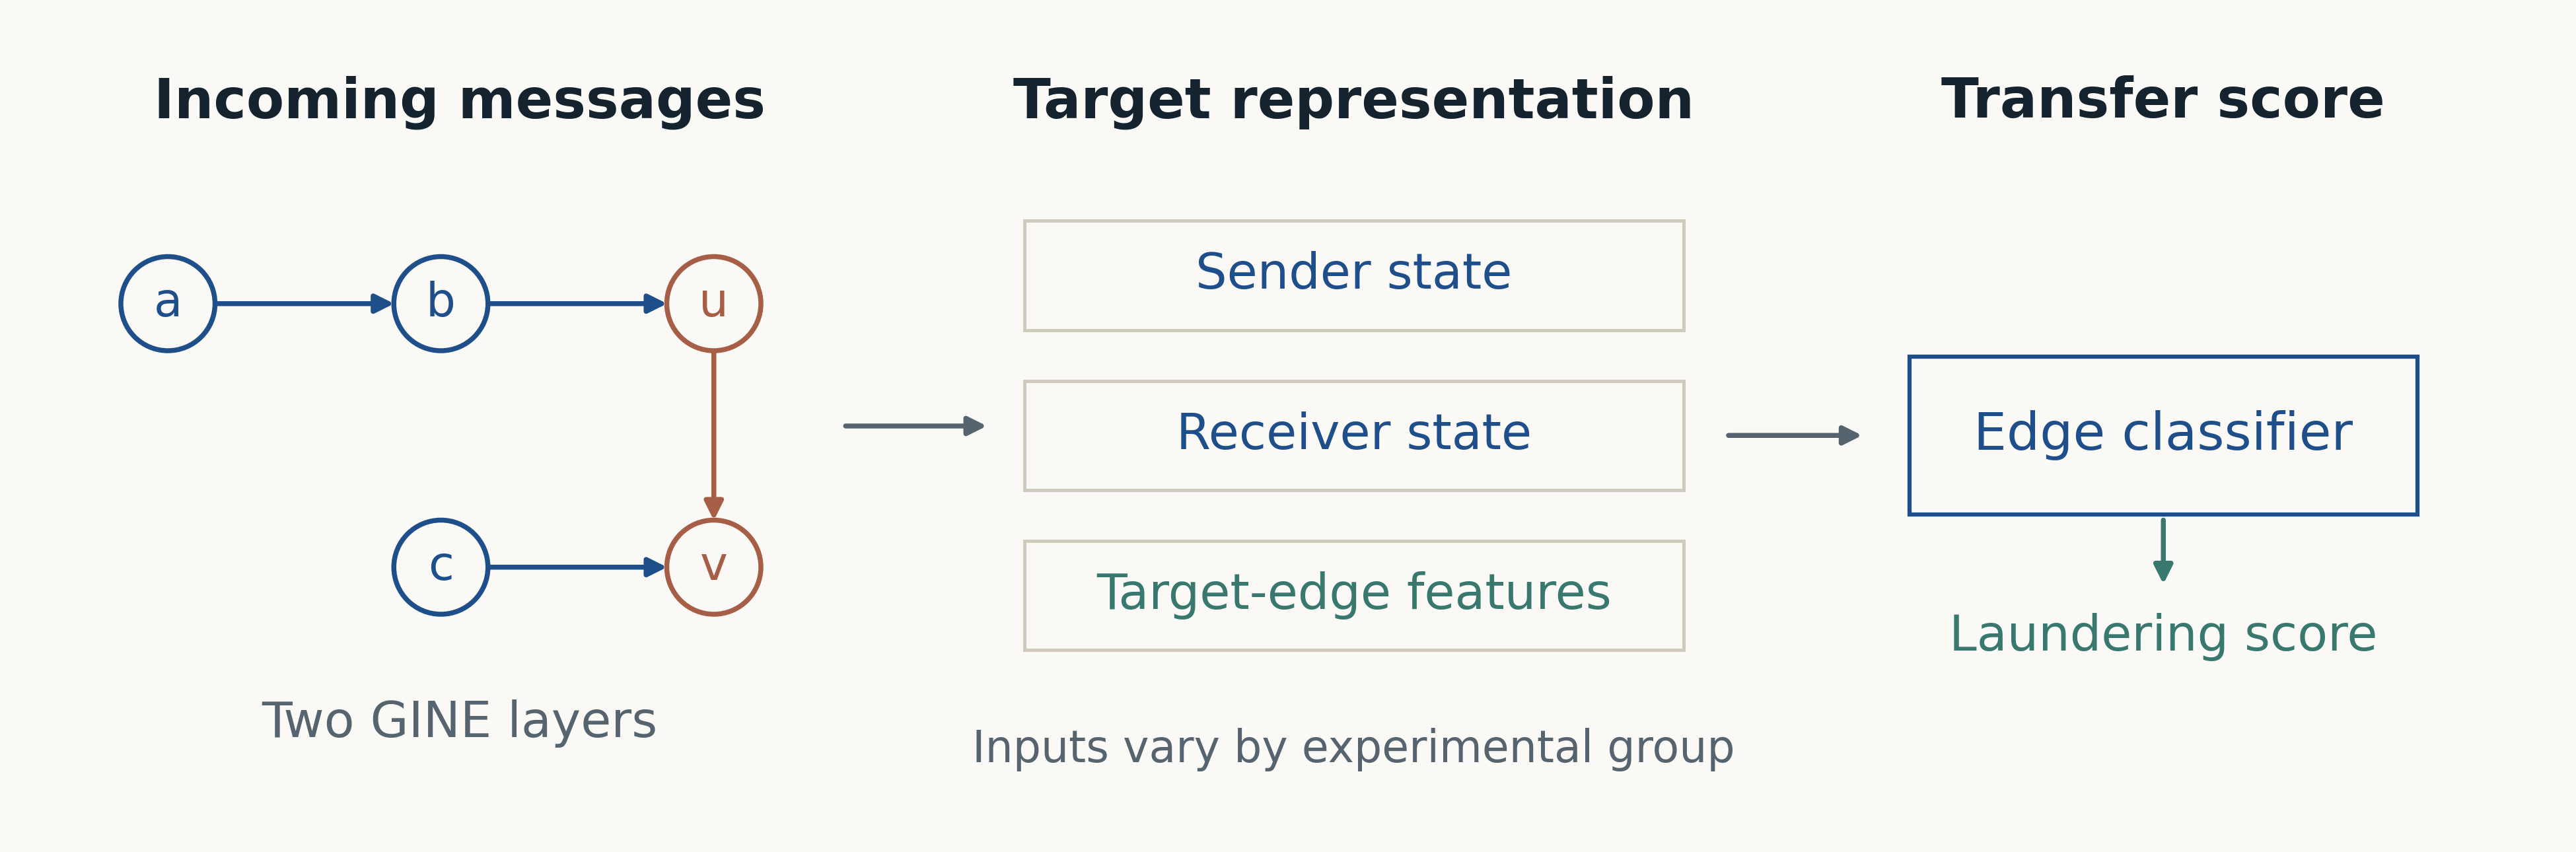 Incoming messages
a
b
u
c
v
Two GINE layers
Target representation
Sender state
Receiver state
Target-edge features
Inputs vary by experimental group
Transfer score
Edge classifier
Laundering score